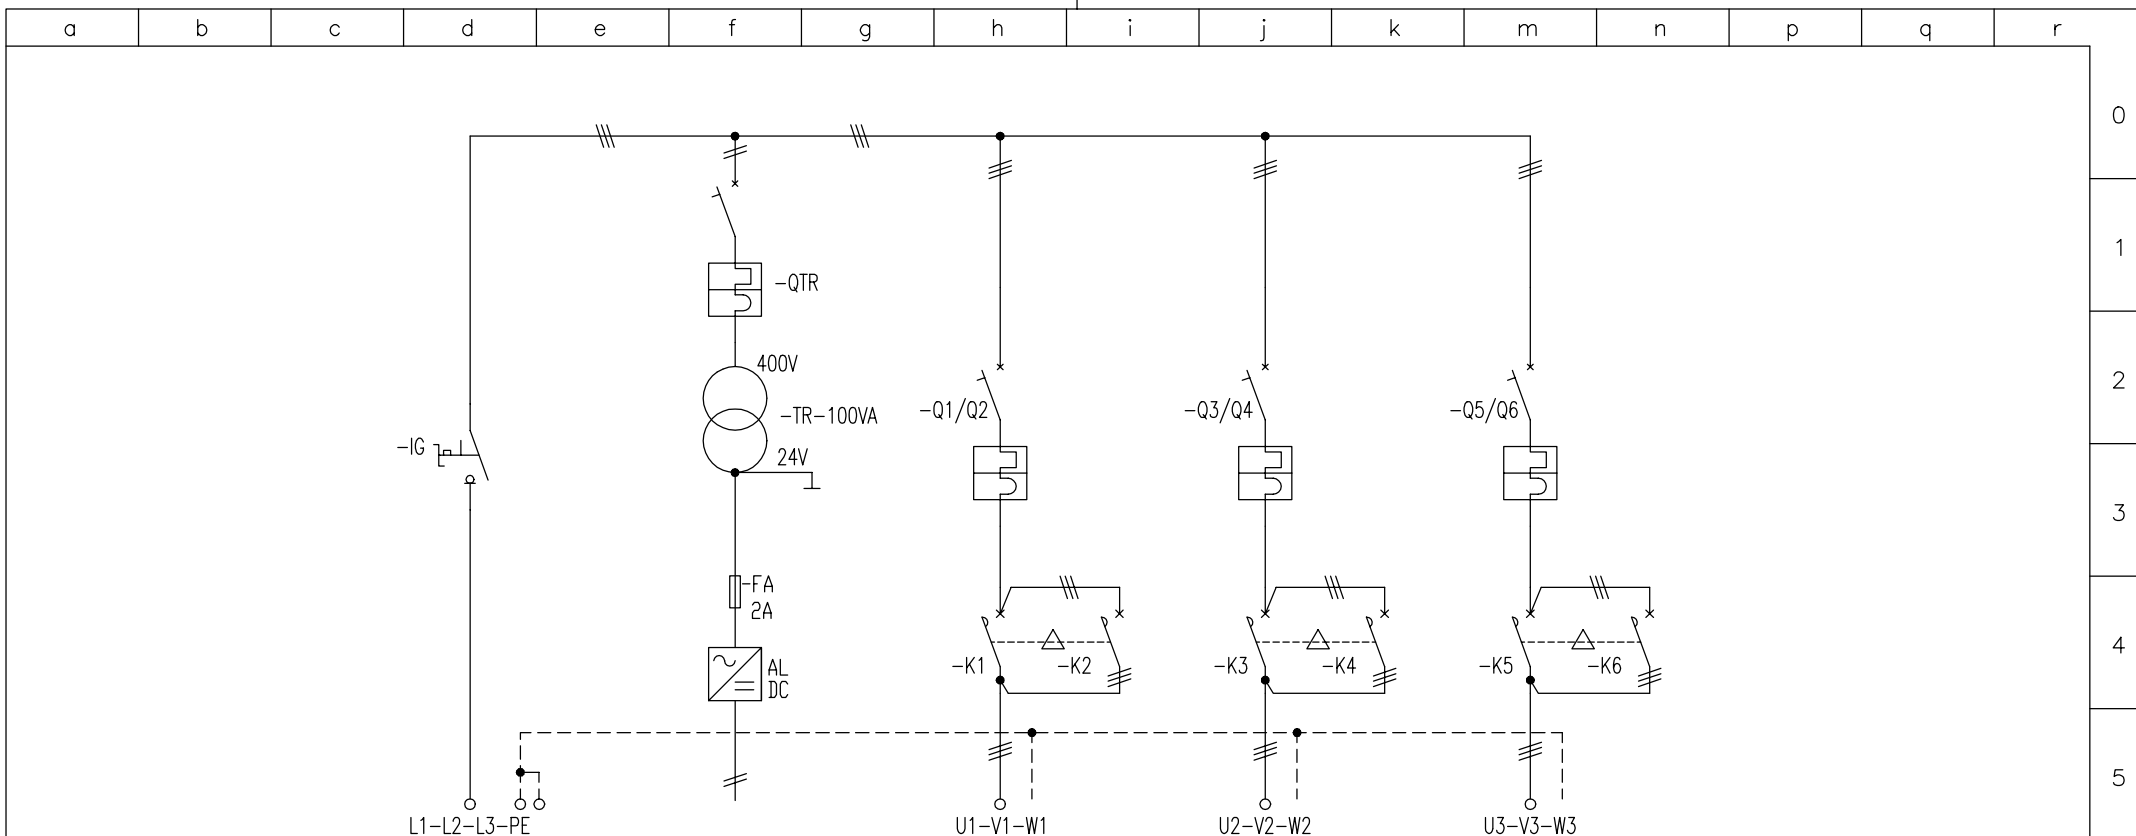 a b c d e f g h i j k m n p q r
0
1
-QTR
400V
2
-TR-100VA
-Q1/Q2
-Q3/Q4
-Q5/Q6
-IG
24V
3
-FA
2A
4
-K1
-K2
-K3
-K4
-K5
-K6
AL
DC
5
L1-L2-L3-PE
U1-V1-W1
U2-V2-W2
U3-V3-W3